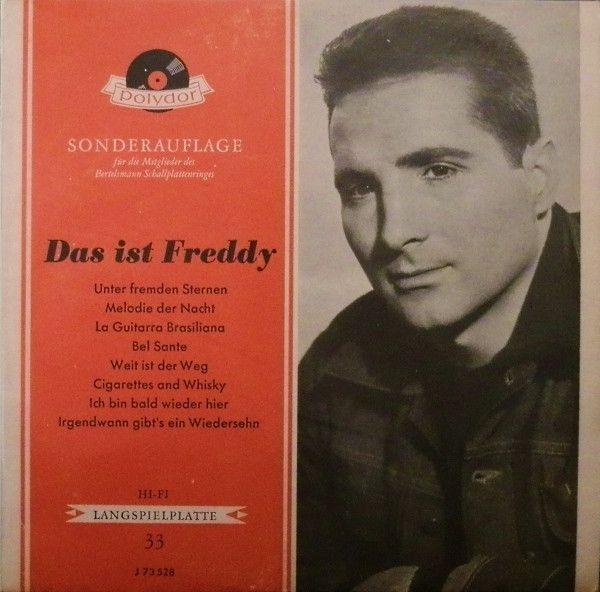 Polydor
SONDERAUFLAGE
für die Mitglieder des
Bertelsmann Schallplattenringes
Das ist Freddy
Unter fremden Sternen
Melodie der Nacht
La Guitarra Brasiliana
Bel Sante
Weit ist der Weg
Cigarettes and Whisky
Ich bin bald wieder hier
Irgendwann gibt's ein Wiedersehn
HI-FI
LANGSPIELPLATTE
33
J 73 528